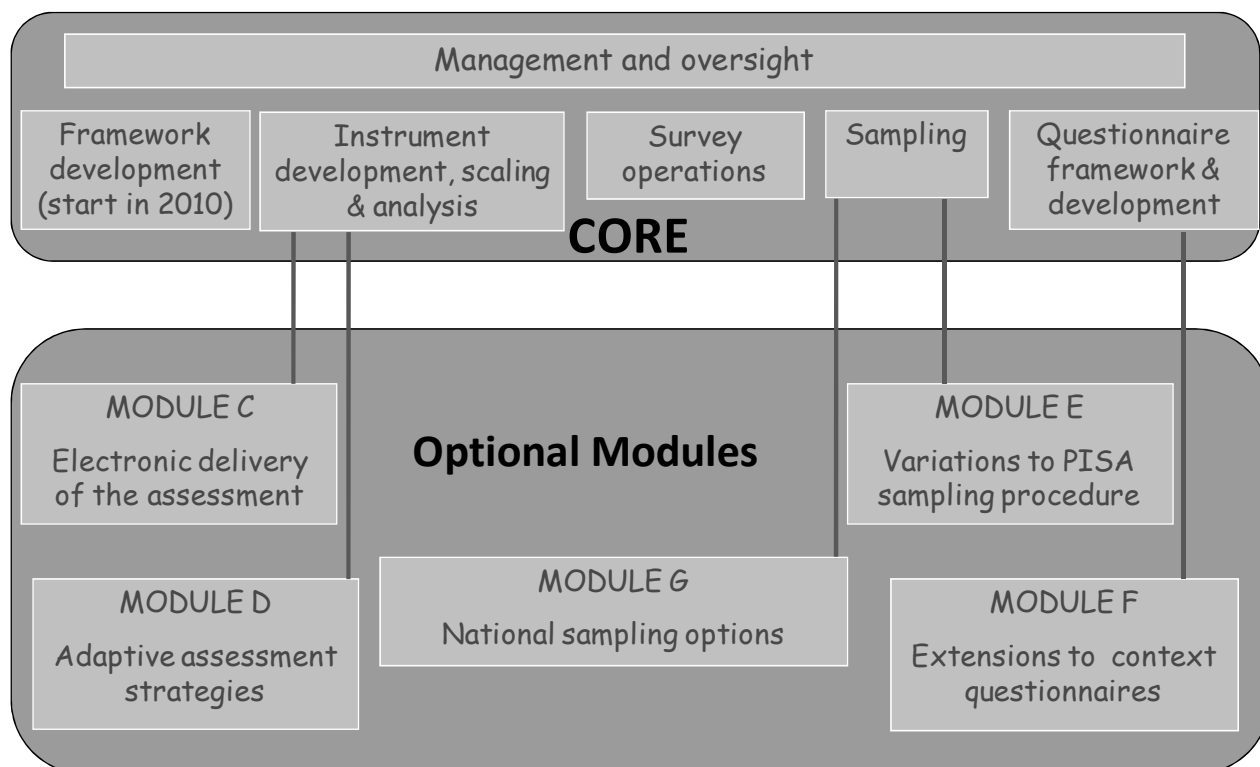 Management and oversight
Framework
development
(start in 2010)
Instrument
development, scaling
& analysis
Survey
operations
Sampling
Questionnaire
framework &
development
CORE
Optional Modules
MODULE C
Electronic delivery
of the assessment
MODULE E
Variations to PISA
sampling procedure
MODULE D
Adaptive assessment
strategies
MODULE G
National sampling options
MODULE F
Extensions to context
questionnaires